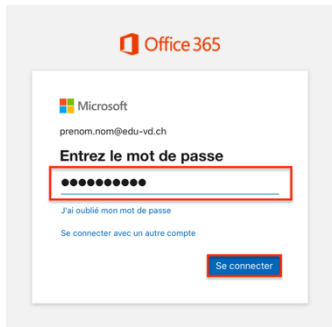 Office 365
Microsoft
prenom.nom@edu-vd.ch
Entrez le mot de passe
●●●●●●●●●●
J'ai oublié mon mot de passe
Se connecter avec un autre compte
Se connecter